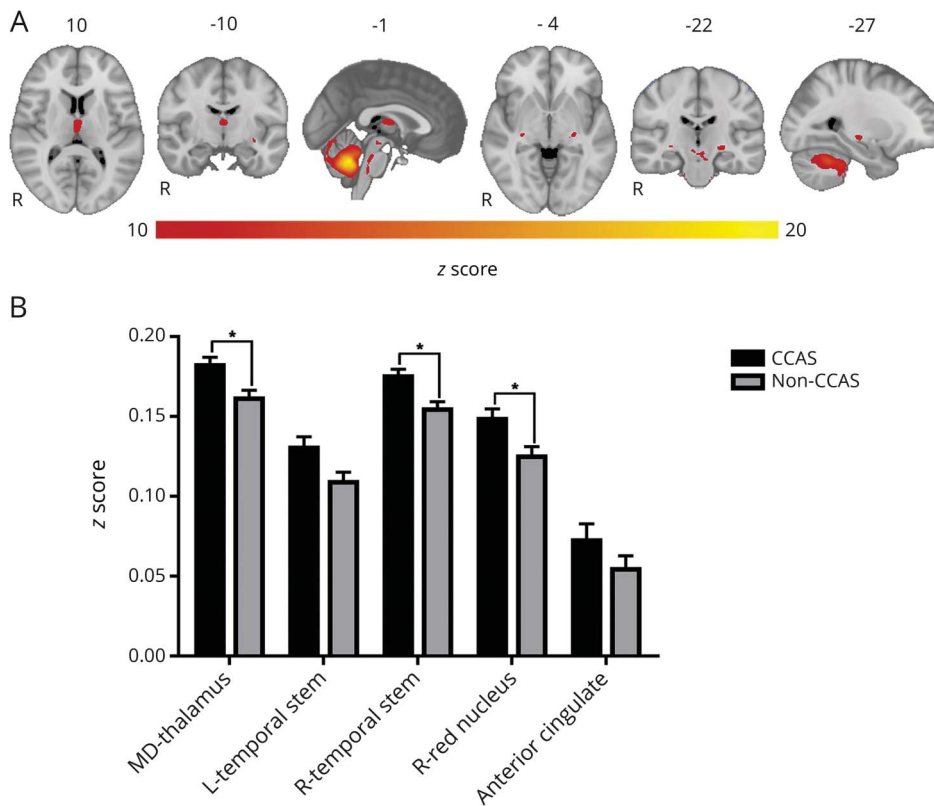 A
10 -10 -1 - 4 -22 -27
R R R R
10 20
z score
B
0.20
0.15
0.10
0.05
0.00
z score
* * *
CCAS
Non-CCAS
MD-thalamus
L-temporal stem
R-temporal stem
R-red nucleus
Anterior cingulate